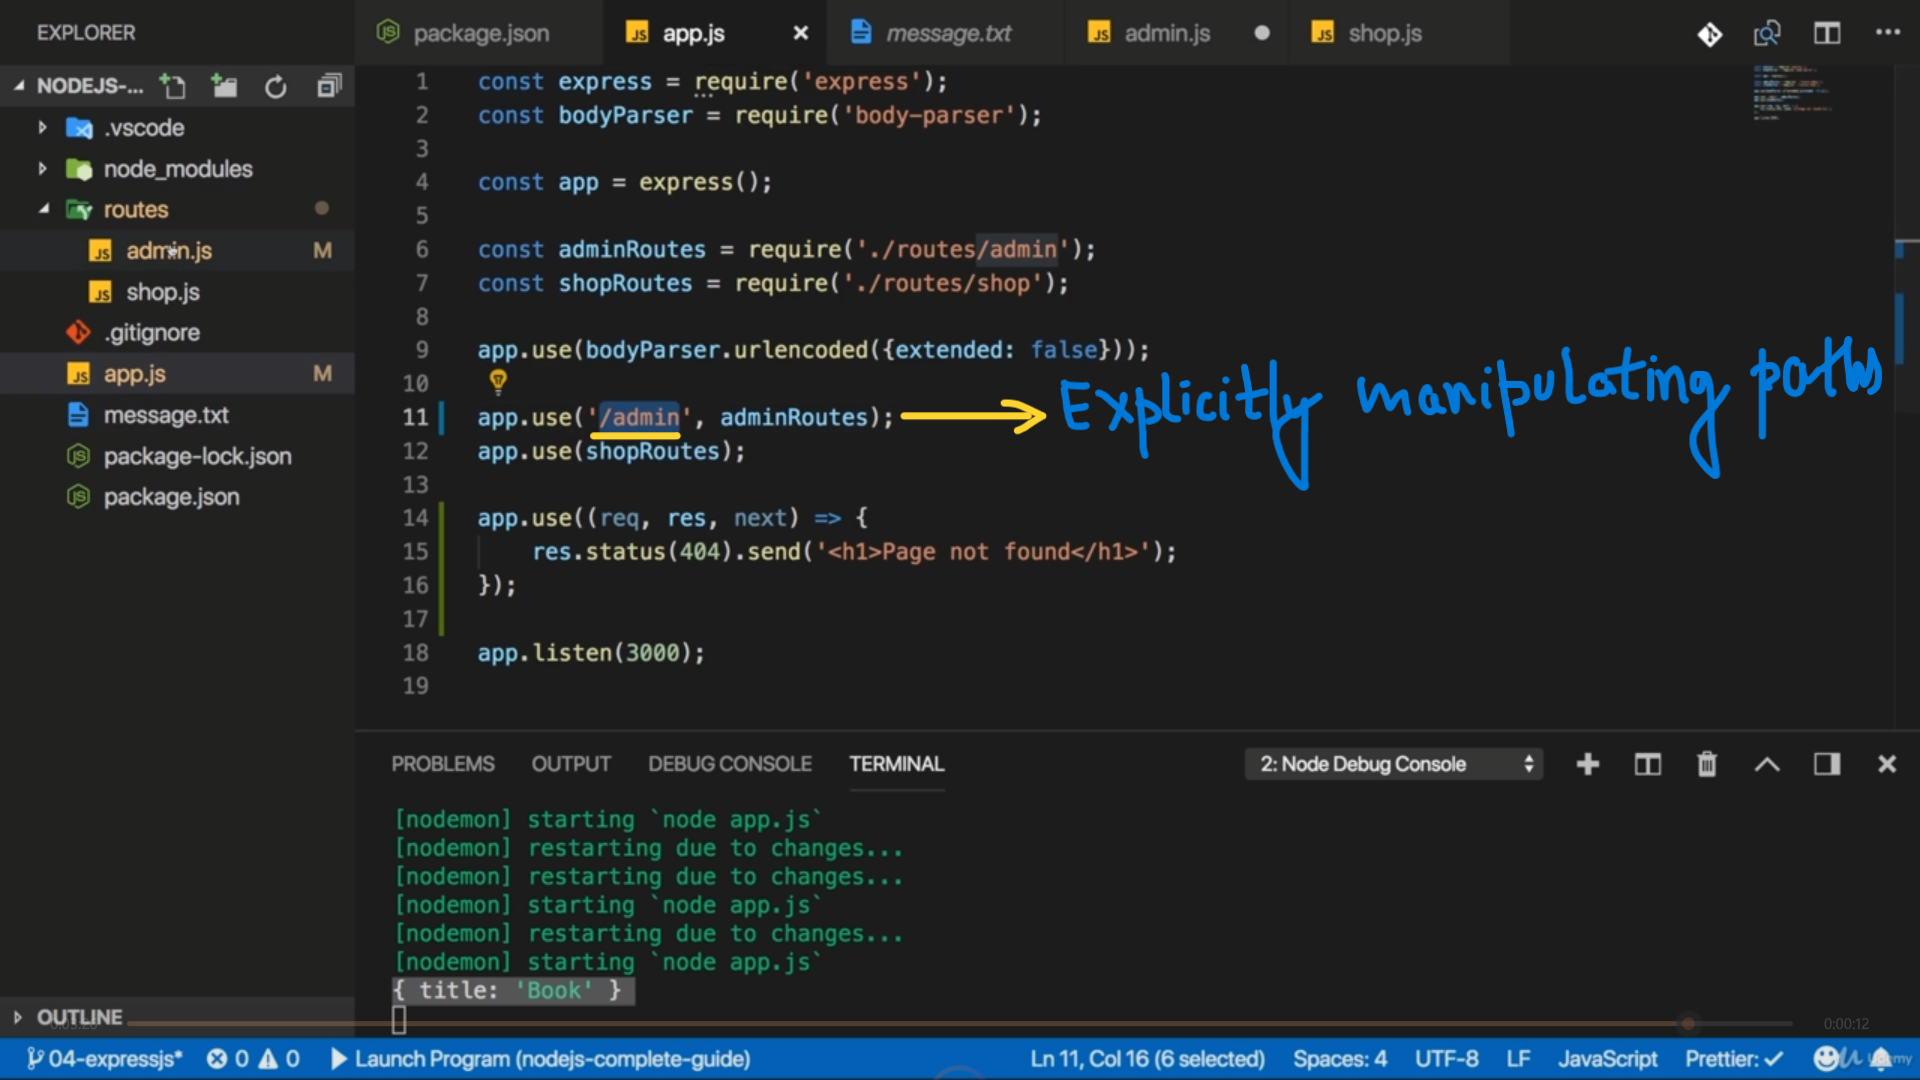 EXPLORER
package.json
app.js
message.txt
admin.js
shop.js
NODEJS-...
.vscode
node_modules
routes
admin.js M
shop.js
.gitignore
app.js M
message.txt
package-lock.json
package.json
1 const express = require('express');
2 const bodyParser = require('body-parser');
3
4 const app = express();
5
6 const adminRoutes = require('./routes/admin');
7 const shopRoutes = require('./routes/shop');
8
9 app.use(bodyParser.urlencoded({extended: false}));
10
11 app.use('/admin', adminRoutes); Explicitly manipulating paths
12 app.use(shopRoutes);
13
14 app.use((req, res, next) => {
15 res.status(404).send('<h1>Page not found</h1>');
16 });
17
18 app.listen(3000);
19
PROBLEMS OUTPUT DEBUG CONSOLE TERMINAL 2: Node Debug Console
[nodemon] starting `node app.js`
[nodemon] restarting due to changes...
[nodemon] restarting due to changes...
[nodemon] starting `node app.js`
[nodemon] restarting due to changes...
[nodemon] starting `node app.js`
{ title: 'Book' }
OUTLINE
0:00:12
04-expressjs* 0 0 Launch Program (nodejs-complete-guide) Ln 11, Col 16 (6 selected) Spaces: 4 UTF-8 LF JavaScript Prettier: ✓